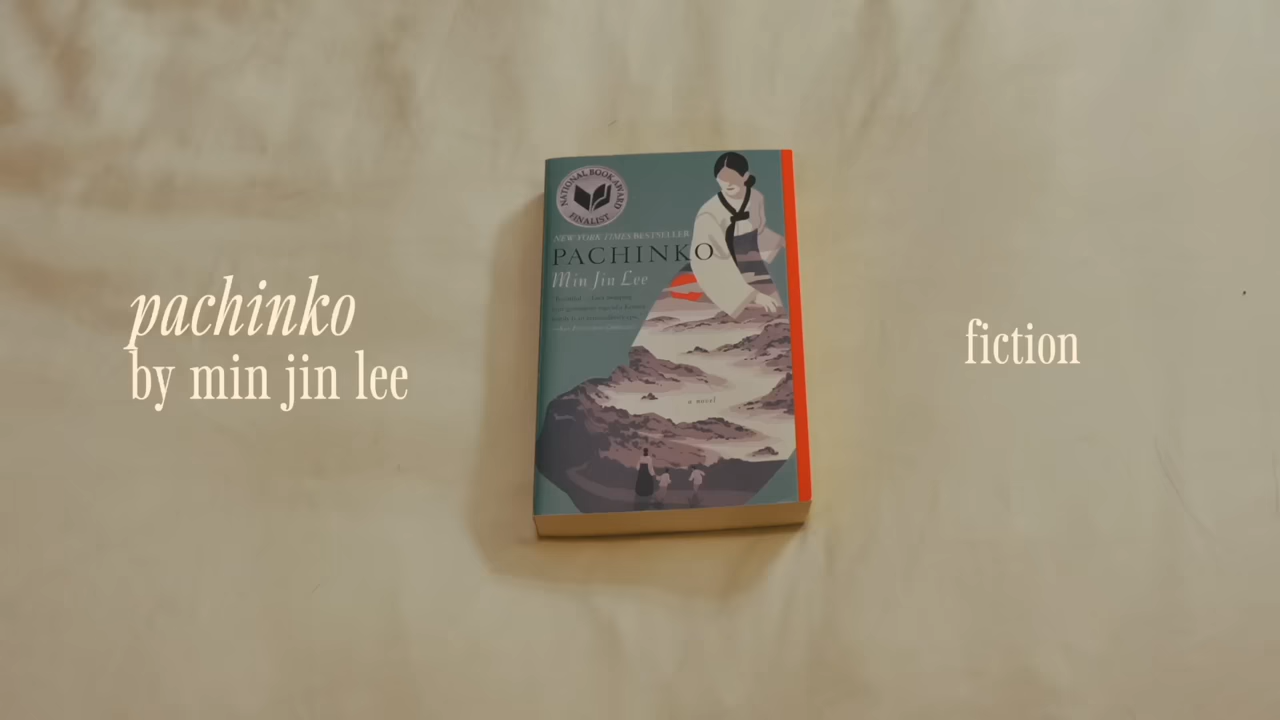 pachinko
by min jin lee
NATIONAL BOOK AWARD
FINALIST
NEW YORK TIMES BESTSELLER
PACHINKO
Min Jin Lee
a novel
fiction